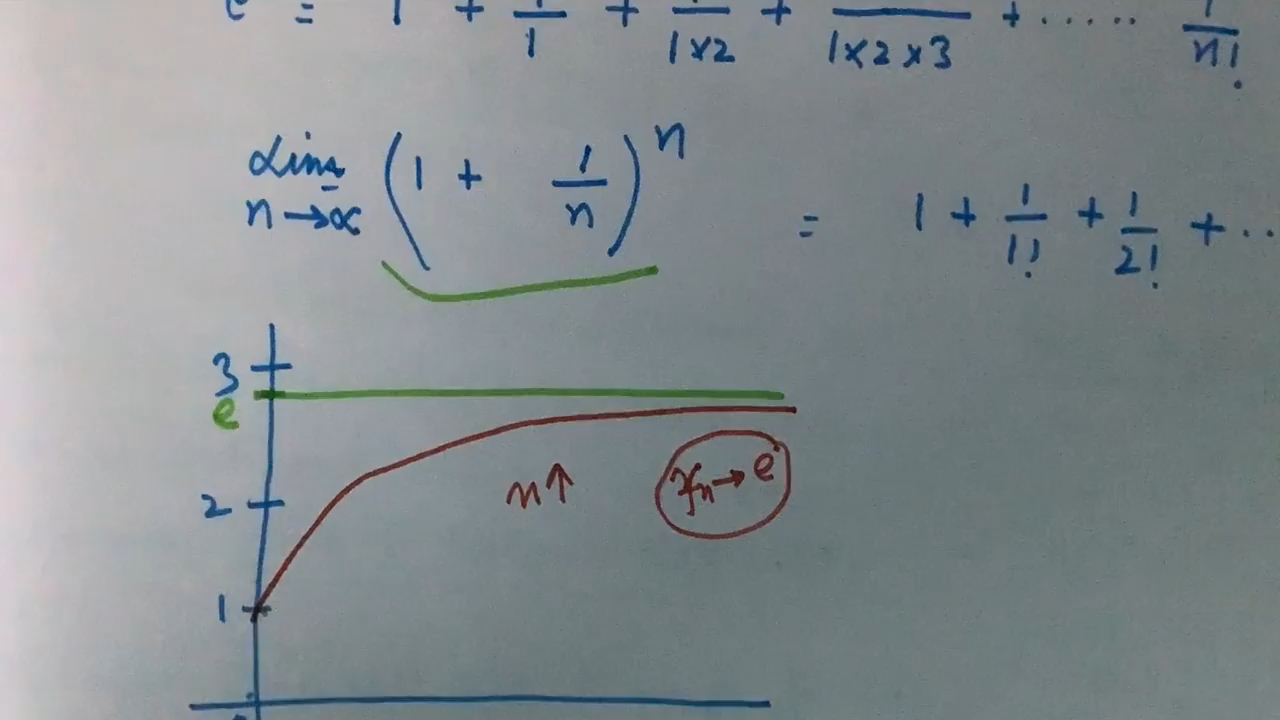 e = 1 + 1/1 + 1/1×2 + 1/1×2×3 + ...... 1/n!
Lim n→∝ (1 + 1/n)^n = 1 + 1/1! + 1/2! + ..
3
e
n↑
2
1